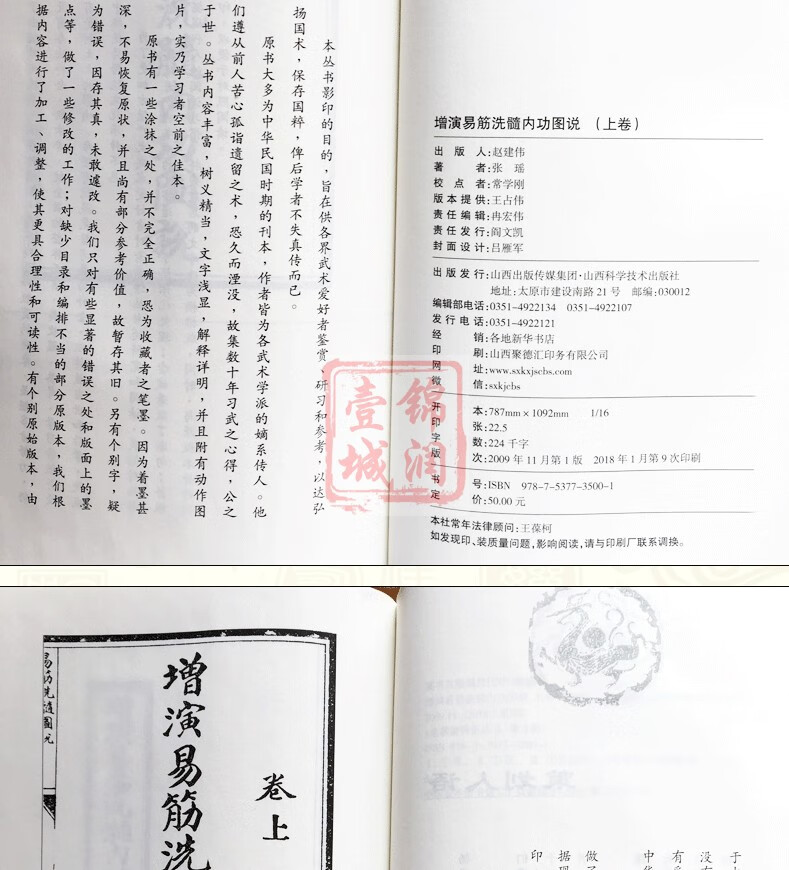 本丛书影印的目的，旨在供各界武术爱好者鉴赏、研习和参考，以达弘
扬国术，保存国粹，俾后学者不失真传而已。
原书大多为中华民国时期的刊本，作者皆为各武术学派的嫡系传人。他
们遵从前人苦心孤诣遗留之术，恐久而湮没，故集数十年习武之心得，公之
于世。丛书内容丰富，树义精当，文字浅显，解释详明，并且附有动作图
片，实乃学习者空前之佳本。
原书有一些涂抹之处，并不完全正确，恐为收藏者之笔墨。因为着墨甚
深，不易恢复原状，并且尚有部分参考价值，故暂存其旧。另有个别字，疑
为错误，因存其真，未敢遽改。我们只对有些显著的错误之处和版面上的墨
点等，做了一些修改的工作；对缺少目录和编排不当的部分原版本，我们根
据内容进行了加工、调整，使其更具合理性和可读性。有个别原始版本，由
增演易筋洗髓内功图说 （上卷）
出版人：赵建伟
著者：张瑶
校点者：常学刚
版本提供：王占伟
责任编辑：冉宏伟
责任发行：阎文凯
封面设计：吕雁军
出版发行：山西出版传媒集团·山西科学技术出版社
地址：太原市建设南路21号 邮编：030012
编辑部电话：0351-4922134 0351-4922107
发行电话：0351-4922121
经销：各地新华书店
印刷：山西聚德汇印务有限公司
网址：www.sxkxjscbs.com
微信：sxkjcbs
开本：787mm×1092mm 1/16
印张：22.5
字数：224千字
版次：2009年11月第1版 2018年1月第9次印刷
书号：ISBN 978-7-5377-3500-1
定价：50.00元
本社常年法律顾问：王葆柯
如发现印、装质量问题，影响阅读，请与印刷厂联系调换。
锦润
壹城
卷上
增演易筋洗
易筋洗髓图说
于
没有
有
中华
做了
据
印